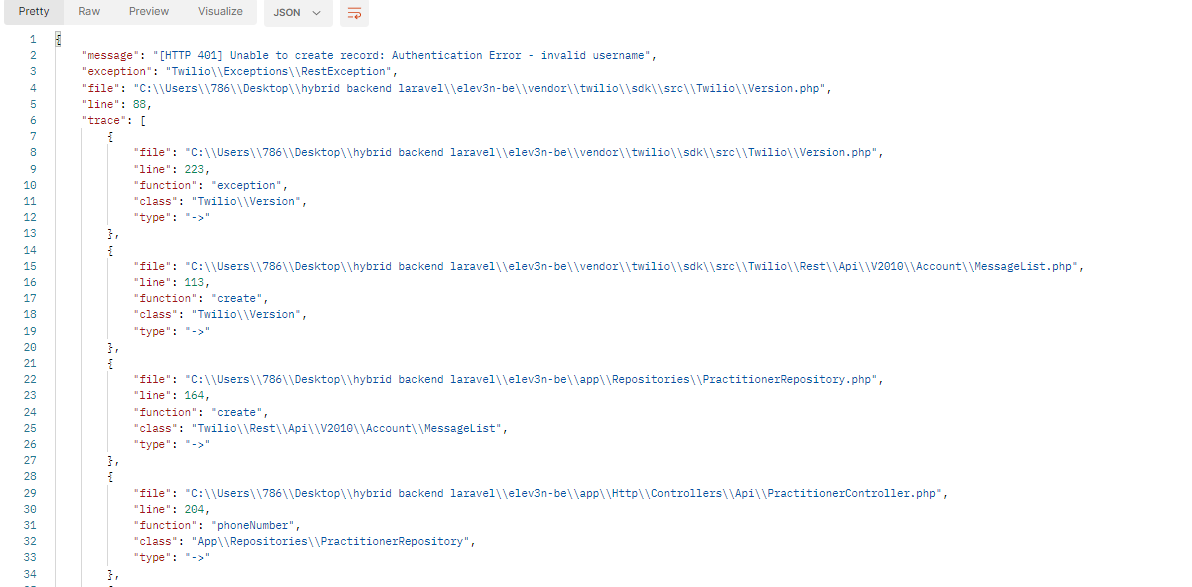 Pretty Raw Preview Visualize JSON
1 {
2 "message": "[HTTP 401] Unable to create record: Authentication Error - invalid username",
3 "exception": "Twilio\\Exceptions\\RestException",
4 "file": "C:\\Users\\786\\Desktop\\hybrid backend laravel\\elev3n-be\\vendor\\twilio\\sdk\\src\\Twilio\\Version.php",
5 "line": 88,
6 "trace": [
7 {
8 "file": "C:\\Users\\786\\Desktop\\hybrid backend laravel\\elev3n-be\\vendor\\twilio\\sdk\\src\\Twilio\\Version.php",
9 "line": 223,
10 "function": "exception",
11 "class": "Twilio\\Version",
12 "type": "->"
13 },
14 {
15 "file": "C:\\Users\\786\\Desktop\\hybrid backend laravel\\elev3n-be\\vendor\\twilio\\sdk\\src\\Twilio\\Rest\\Api\\V2010\\Account\\MessageList.php",
16 "line": 113,
17 "function": "create",
18 "class": "Twilio\\Version",
19 "type": "->"
20 },
21 {
22 "file": "C:\\Users\\786\\Desktop\\hybrid backend laravel\\elev3n-be\\app\\Repositories\\PractitionerRepository.php",
23 "line": 164,
24 "function": "create",
25 "class": "Twilio\\Rest\\Api\\V2010\\Account\\MessageList",
26 "type": "->"
27 },
28 {
29 "file": "C:\\Users\\786\\Desktop\\hybrid backend laravel\\elev3n-be\\app\\Http\\Controllers\\Api\\PractitionerController.php",
30 "line": 204,
31 "function": "phoneNumber",
32 "class": "App\\Repositories\\PractitionerRepository",
33 "type": "->"
34 },